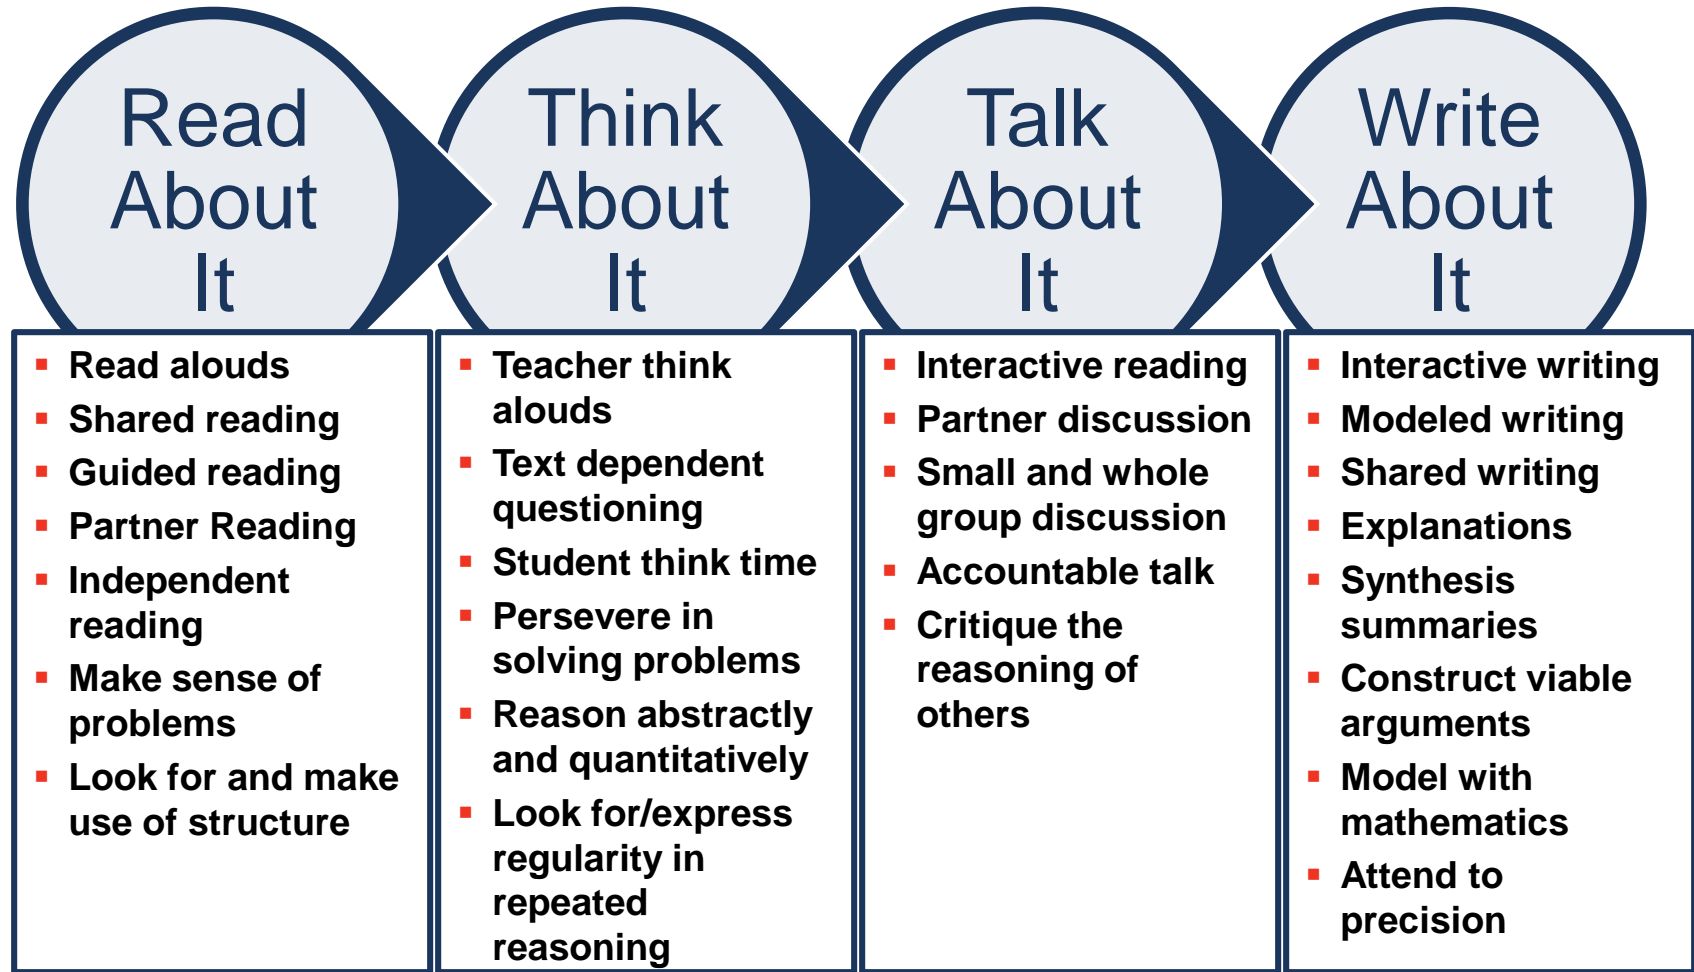 Read
About
It
Think
About
It
Talk
About
It
Write
About
It
▪ Read alouds
▪ Shared reading
▪ Guided reading
▪ Partner Reading
▪ Independent
reading
▪ Make sense of
problems
▪ Look for and make
use of structure
▪ Teacher think
alouds
▪ Text dependent
questioning
▪ Student think time
▪ Persevere in
solving problems
▪ Reason abstractly
and quantitatively
▪ Look for/express
regularity in
repeated
reasoning
▪ Interactive reading
▪ Partner discussion
▪ Small and whole
group discussion
▪ Accountable talk
▪ Critique the
reasoning of
others
▪ Interactive writing
▪ Modeled writing
▪ Shared writing
▪ Explanations
▪ Synthesis
summaries
▪ Construct viable
arguments
▪ Model with
mathematics
▪ Attend to
precision